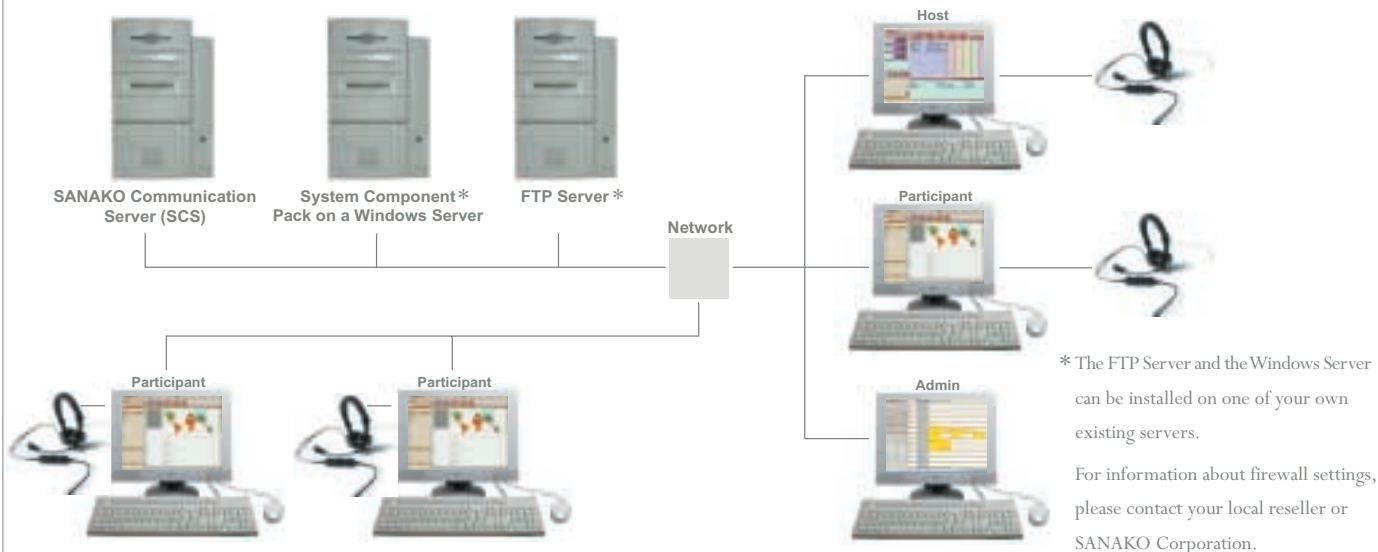 Host
SANAKO Communication
Server (SCS)
System Component *
Pack on a Windows Server
FTP Server *
Network
Participant
Participant
Participant
Admin
* The FTP Server and the Windows Server
can be installed on one of your own
existing servers.
For information about firewall settings,
please contact your local reseller or
SANAKO Corporation.